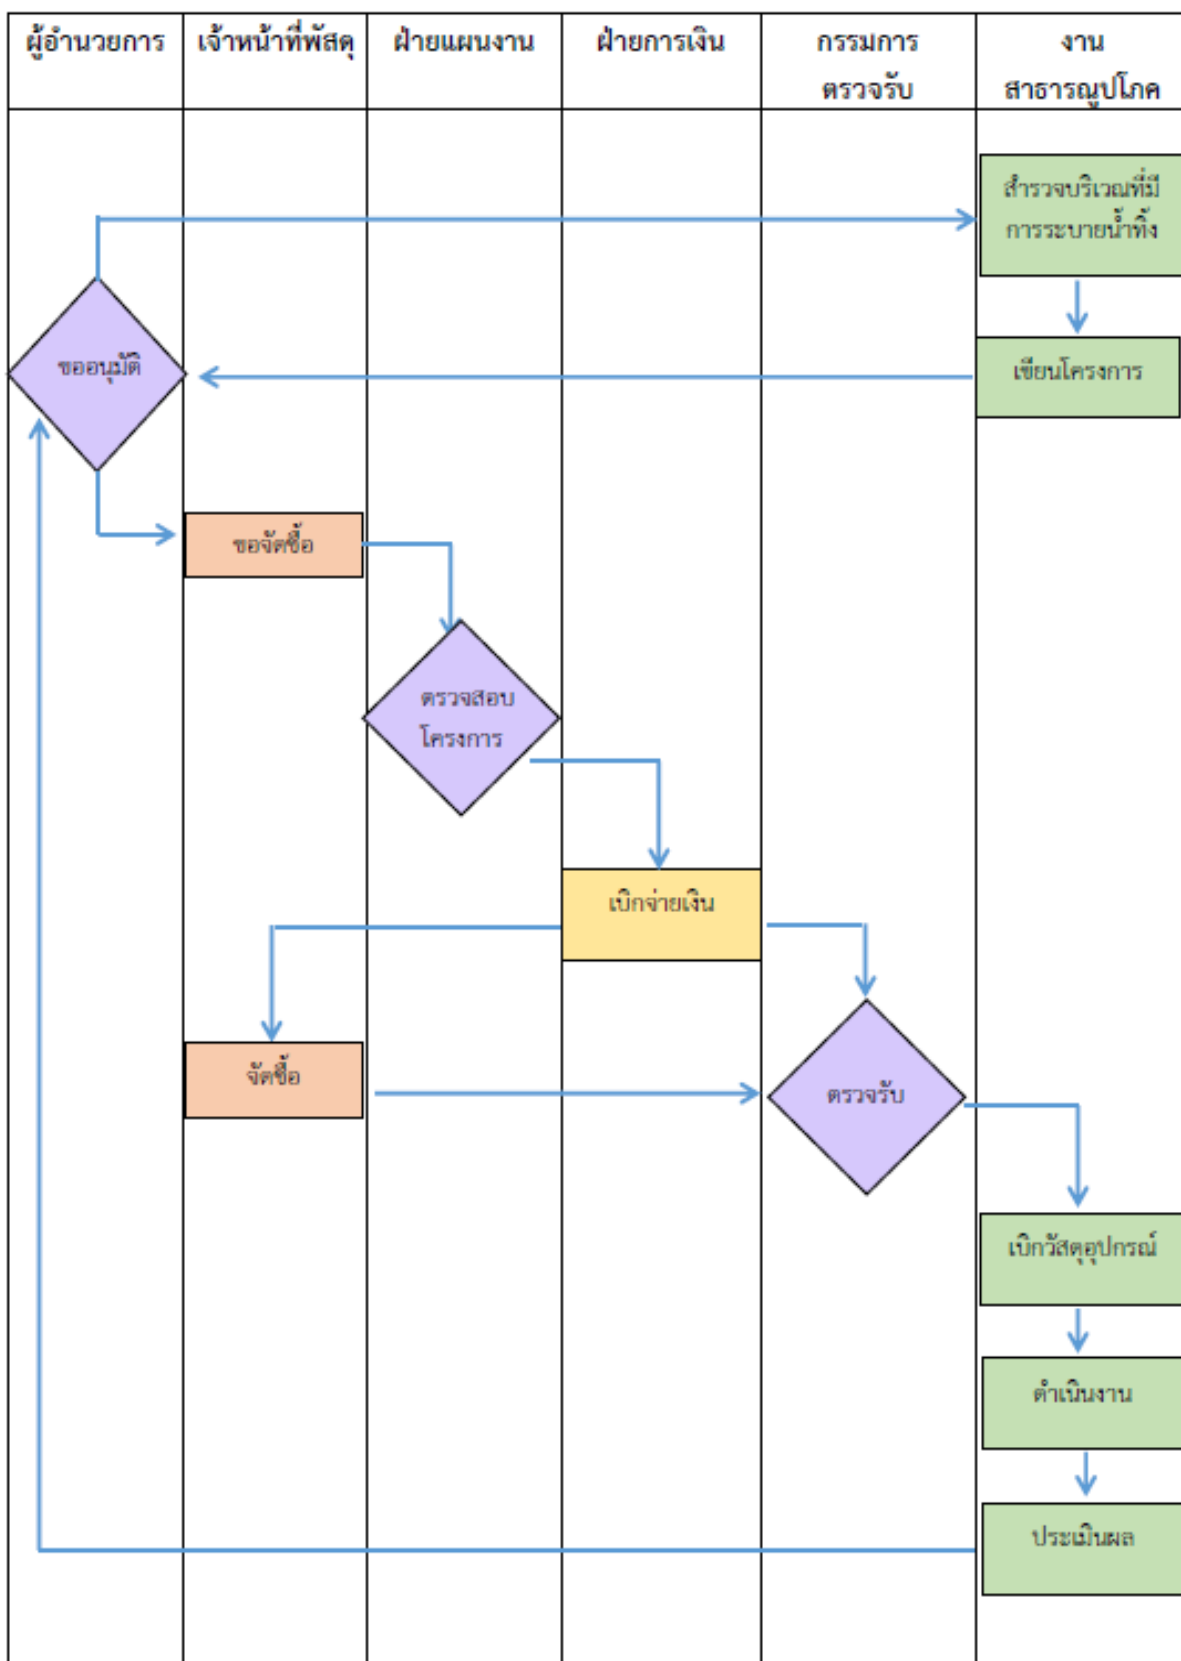 ผู้อำนวยการ
เจ้าหน้าที่พัสดุ
ฝ่ายแผนงาน
ฝ่ายการเงิน
กรรมการ
ตรวจรับ
งาน
สาธารณูปโภค
สำรวจบริเวณที่มี
การระบายน้ำทิ้ง
ขออนุมัติ
เขียนโครงการ
ขอจัดซื้อ
ตรวจสอบ
โครงการ
เบิกจ่ายเงิน
จัดซื้อ
ตรวจรับ
เบิกวัสดุอุปกรณ์
ดำเนินงาน
ประเมินผล